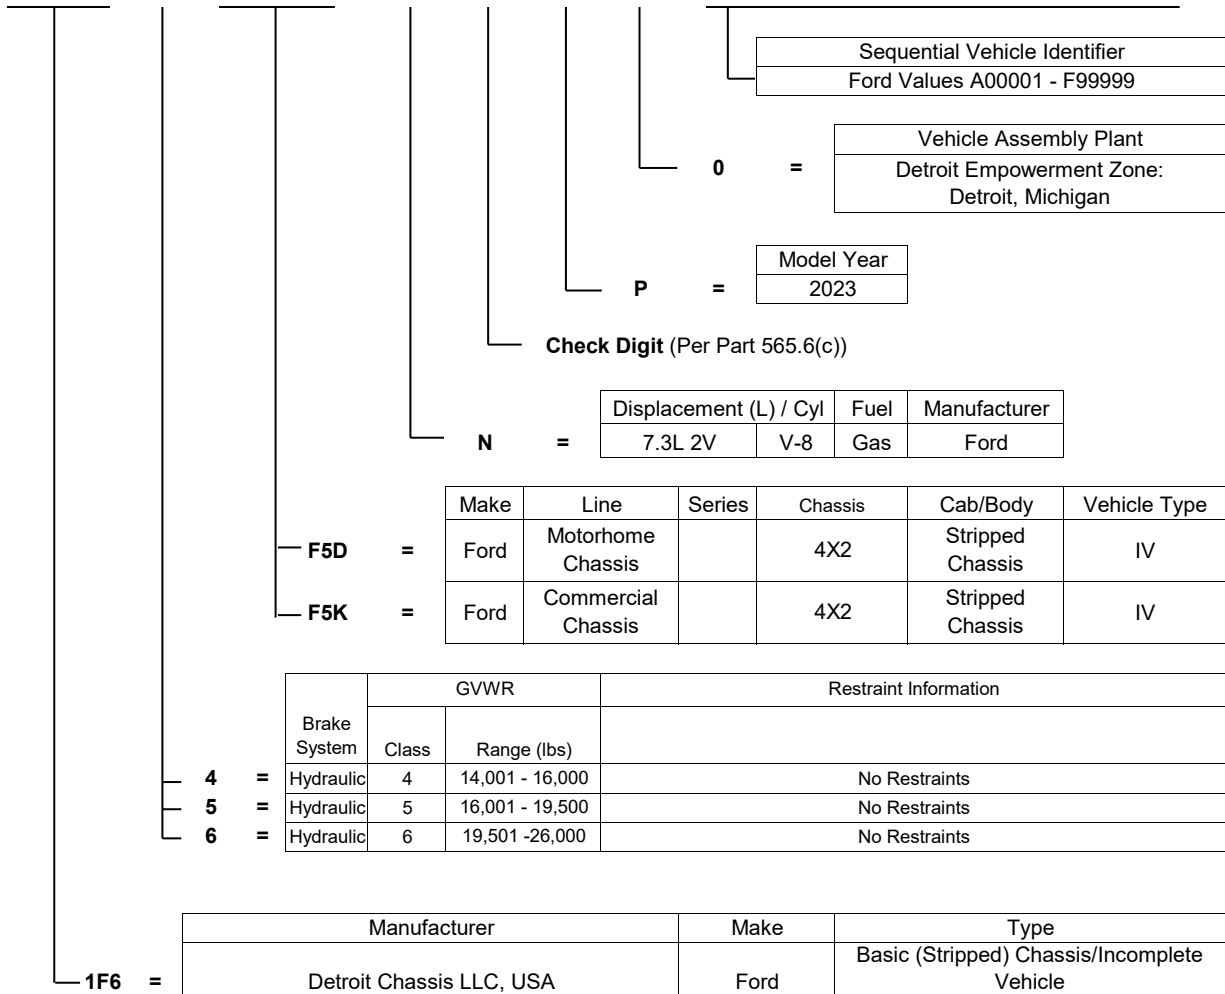 Sequential Vehicle Identifier
Ford Values A00001 - F99999
Vehicle Assembly Plant
0 = Detroit Empowerment Zone:
Detroit, Michigan
Model Year
P = 2023
Check Digit (Per Part 565.6(c))
Displacement (L) / Cyl Fuel Manufacturer
N = 7.3L 2V V-8 Gas Ford
Make Line Series Chassis Cab/Body Vehicle Type
F5D = Ford Motorhome Chassis 4X2 Stripped Chassis IV
F5K = Ford Commercial Chassis 4X2 Stripped Chassis IV
GVWR Restraint Information
Brake System Class Range (lbs)
4 = Hydraulic 4 14,001 - 16,000 No Restraints
5 = Hydraulic 5 16,001 - 19,500 No Restraints
6 = Hydraulic 6 19,501 -26,000 No Restraints
Manufacturer Make Type
1F6 = Detroit Chassis LLC, USA Ford Basic (Stripped) Chassis/Incomplete Vehicle